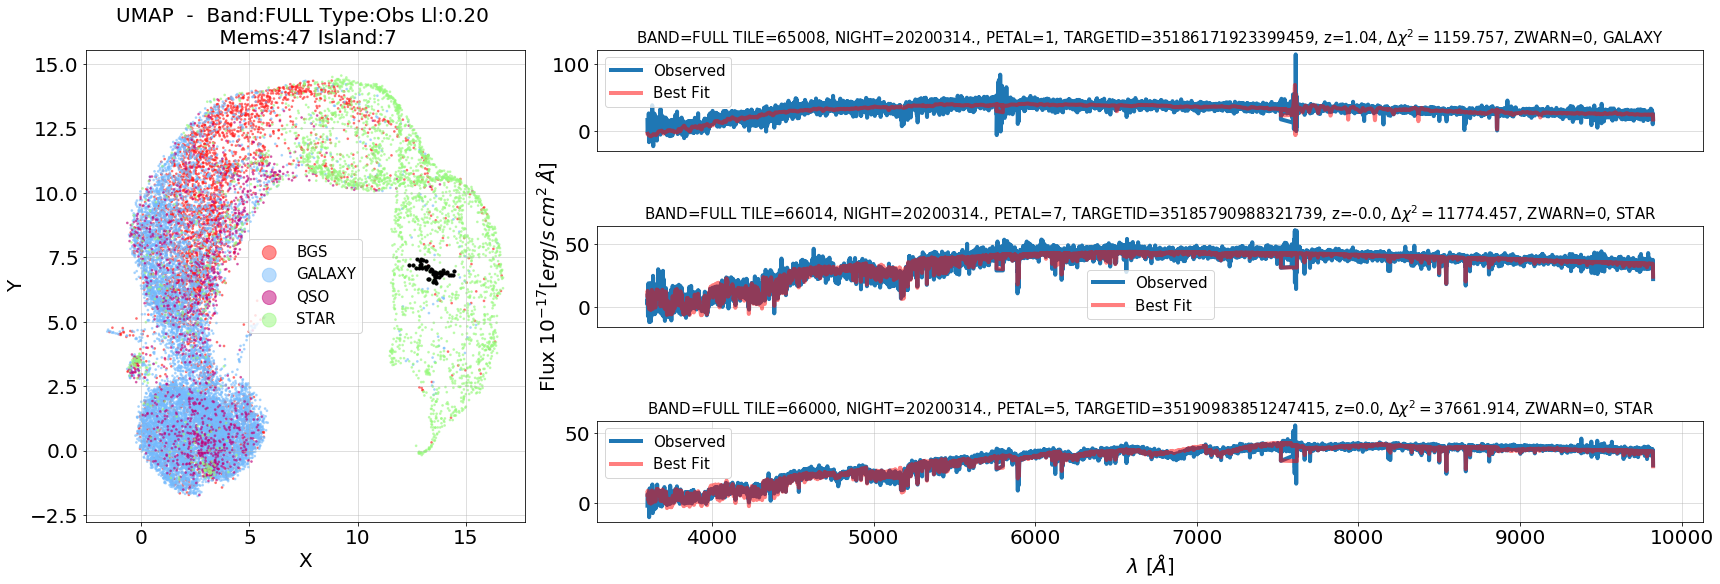 UMAP - Band:FULL Type:Obs Ll:0.20
Mems:47 Island:7
15.0
12.5
10.0
7.5
5.0
2.5
0.0
−2.5
Y
BGS
GALAXY
QSO
STAR
0
5
10
15
X
Flux 10⁻¹⁷[erg/s cm² Å]
BAND=FULL TILE=65008, NIGHT=20200314., PETAL=1, TARGETID=35186171923399459, z=1.04, Δχ² = 1159.757, ZWARN=0, GALAXY
100
0
Observed
Best Fit
BAND=FULL TILE=66014, NIGHT=20200314., PETAL=7, TARGETID=35185790988321739, z=-0.0, Δχ² = 11774.457, ZWARN=0, STAR
50
0
Observed
Best Fit
BAND=FULL TILE=66000, NIGHT=20200314., PETAL=5, TARGETID=35190983851247415, z=0.0, Δχ² = 37661.914, ZWARN=0, STAR
50
0
Observed
Best Fit
4000
5000
6000
7000
8000
9000
10000
λ [Å]